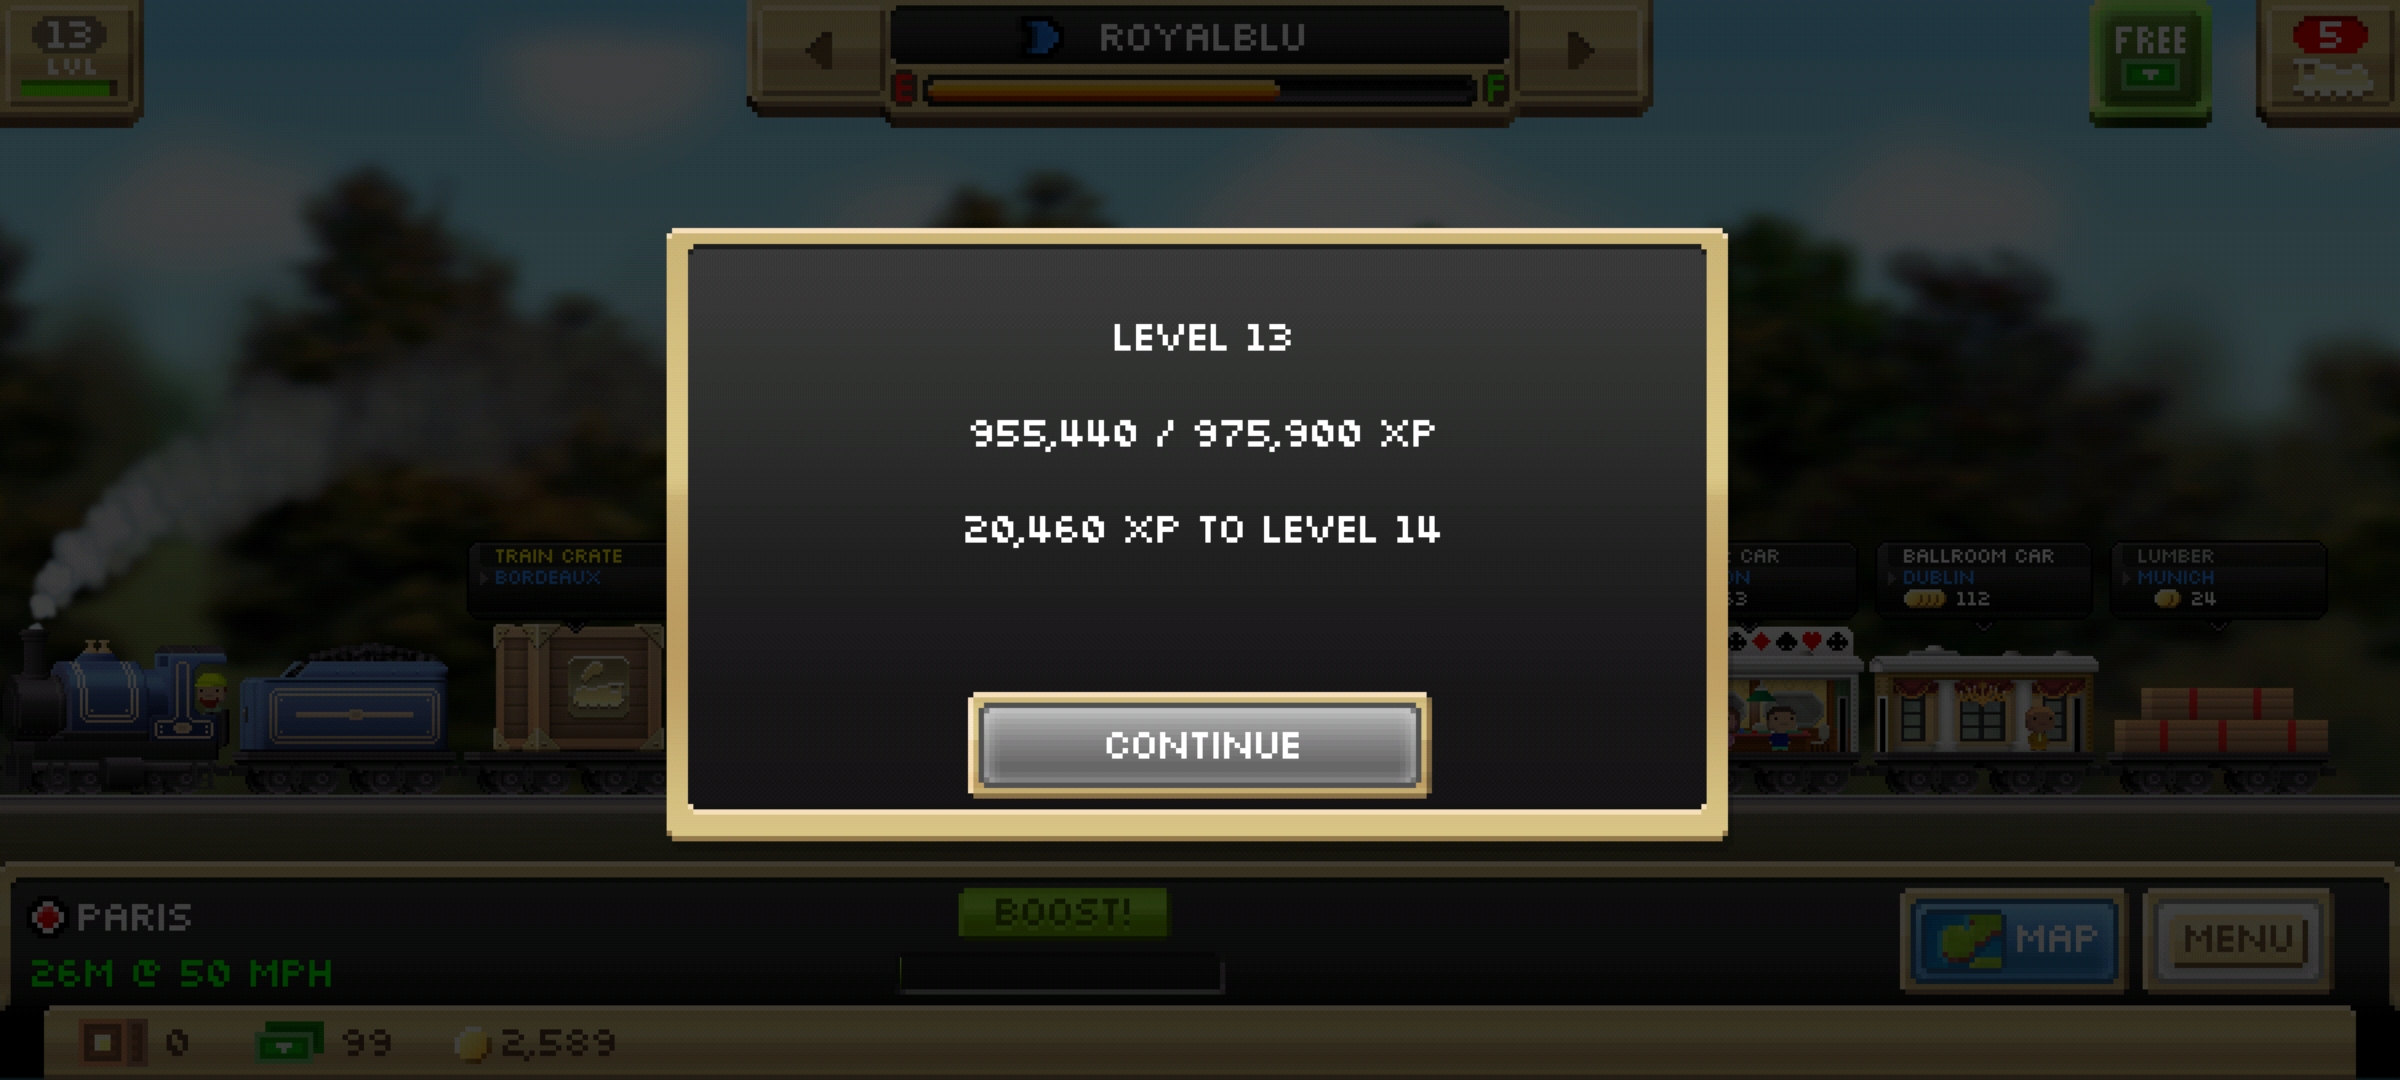 13
LVL
ROYALBLU
E
F
FREE
5
LEVEL 13
955,440 / 975,900 XP
20,460 XP TO LEVEL 14
CONTINUE
TRAIN CRATE
BORDEAUX
CAR
BALLROOM CAR
DUBLIN
112
LUMBER
MUNICH
24
PARIS
26M @ 50 MPH
BOOST!
MAP
MENU
0
99
2,589